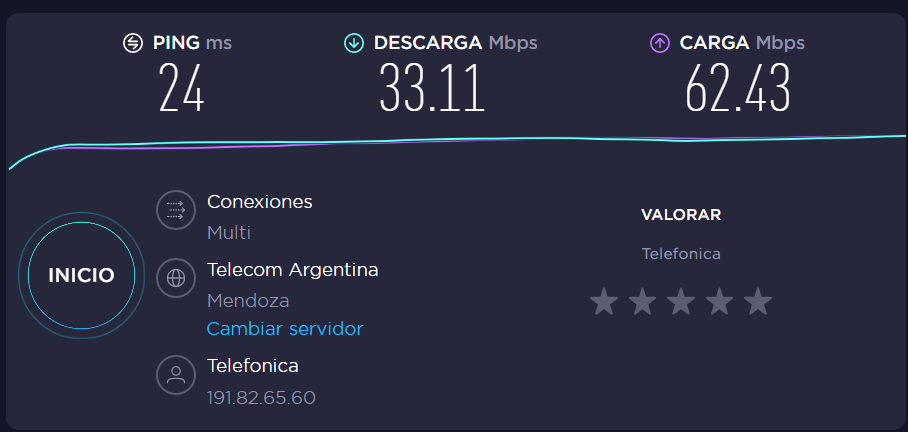 PING ms
24
DESCARGA Mbps
33.11
CARGA Mbps
62.43
INICIO
Conexiones
Multi
Telecom Argentina
Mendoza
Cambiar servidor
Telefonica
191.82.65.60
VALORAR
Telefonica